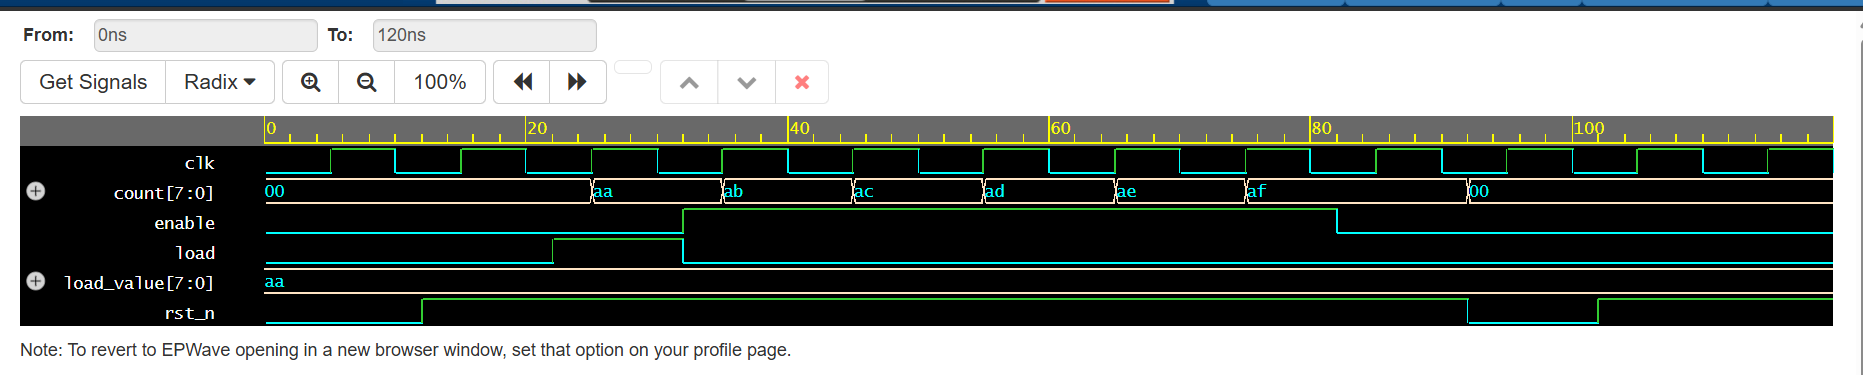 From: 0ns To: 120ns
Get Signals Radix 100%
0 20 40 60 80 100
clk
count[7:0] 00 aa ab ac ad ae af 00
enable
load
load_value[7:0] aa
rst_n
Note: To revert to EPWave opening in a new browser window, set that option on your profile page.